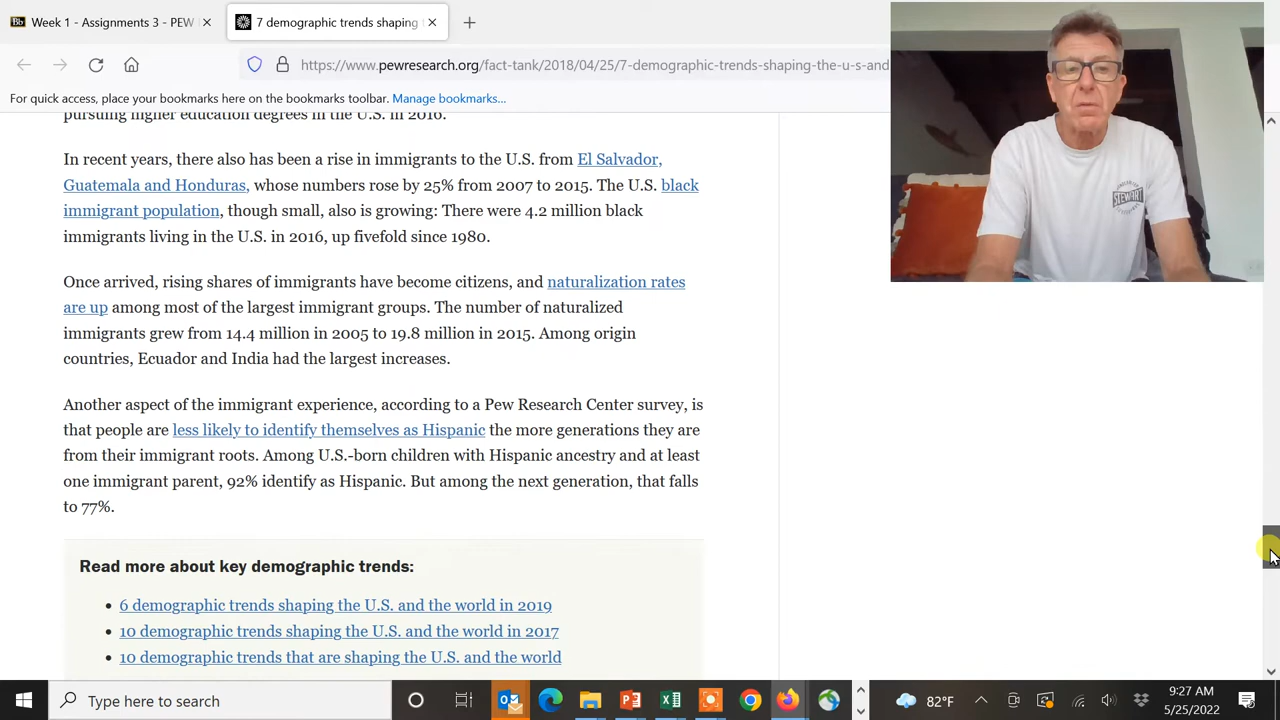 Week 1 - Assignments 3 - PEW
7 demographic trends shaping
https://www.pewresearch.org/fact-tank/2018/04/25/7-demographic-trends-shaping-the-u-s-and
For quick access, place your bookmarks here on the bookmarks toolbar. Manage bookmarks...
pursuing higher education degrees in the U.S. in 2016.
In recent years, there also has been a rise in immigrants to the U.S. from El Salvador,
Guatemala and Honduras, whose numbers rose by 25% from 2007 to 2015. The U.S. black
immigrant population, though small, also is growing: There were 4.2 million black
immigrants living in the U.S. in 2016, up fivefold since 1980.
Once arrived, rising shares of immigrants have become citizens, and naturalization rates
are up among most of the largest immigrant groups. The number of naturalized
immigrants grew from 14.4 million in 2005 to 19.8 million in 2015. Among origin
countries, Ecuador and India had the largest increases.
Another aspect of the immigrant experience, according to a Pew Research Center survey, is
that people are less likely to identify themselves as Hispanic the more generations they are
from their immigrant roots. Among U.S.-born children with Hispanic ancestry and at least
one immigrant parent, 92% identify as Hispanic. But among the next generation, that falls
to 77%.
Read more about key demographic trends:
• 6 demographic trends shaping the U.S. and the world in 2019
• 10 demographic trends shaping the U.S. and the world in 2017
• 10 demographic trends that are shaping the U.S. and the world
STEWART
Type here to search
82°F
9:27 AM
5/25/2022